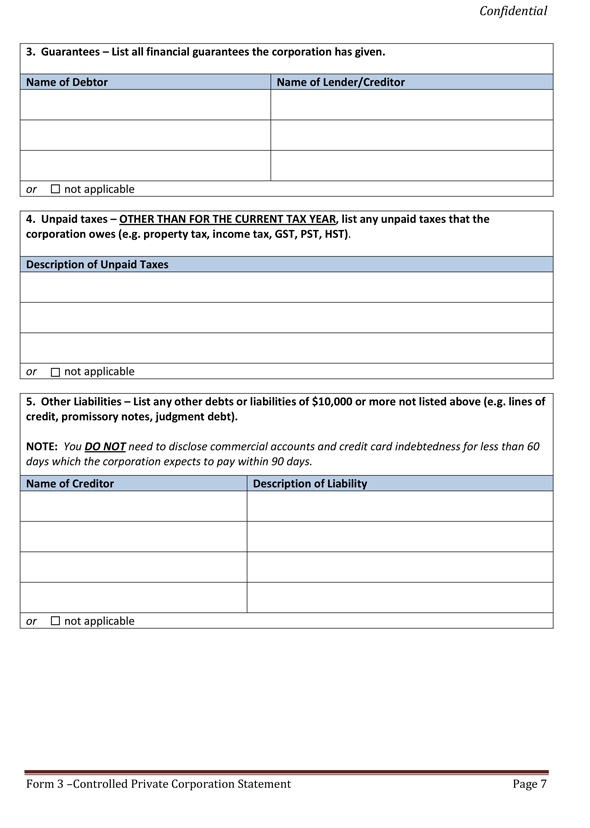 Confidential
3. Guarantees – List all financial guarantees the corporation has given.
Name of Debtor
Name of Lender/Creditor
or ☐ not applicable
4. Unpaid taxes – OTHER THAN FOR THE CURRENT TAX YEAR, list any unpaid taxes that the
corporation owes (e.g. property tax, income tax, GST, PST, HST).
Description of Unpaid Taxes
or ☐ not applicable
5. Other Liabilities – List any other debts or liabilities of $10,000 or more not listed above (e.g. lines of
credit, promissory notes, judgment debt).
NOTE: You DO NOT need to disclose commercial accounts and credit card indebtedness for less than 60
days which the corporation expects to pay within 90 days.
Name of Creditor
Description of Liability
or ☐ not applicable
Form 3 –Controlled Private Corporation Statement
Page 7